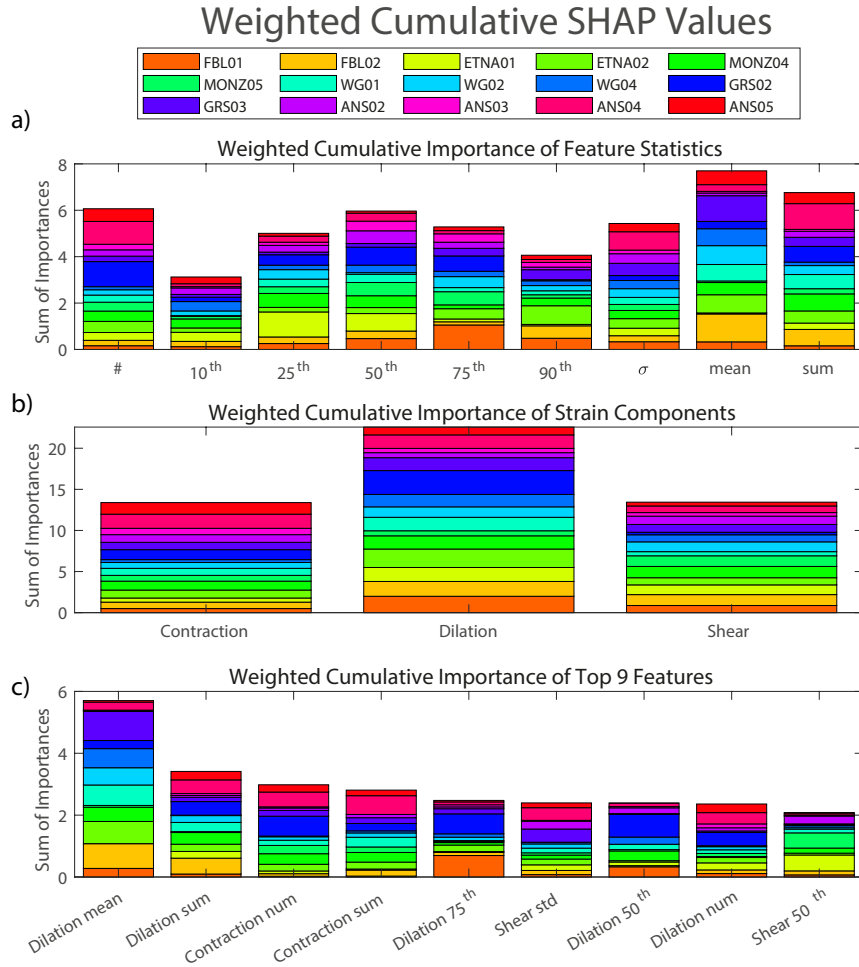 Weighted Cumulative SHAP Values
FBL01 FBL02 ETNA01 ETNA02 MONZ04
MONZ05 WG01 WG02 WG04 GRS02
GRS03 ANS02 ANS03 ANS04 ANS05
a)
Weighted Cumulative Importance of Feature Statistics
8
6
4
2
0
Sum of Importances
# 10th 25th 50th 75th 90th σ mean sum
b)
Weighted Cumulative Importance of Strain Components
20
15
10
5
0
Sum of Importances
Contraction Dilation Shear
c)
Weighted Cumulative Importance of Top 9 Features
6
4
2
0
Sum of Importances
Dilation mean
Dilation sum
Contraction num
Contraction sum
Dilation 75th
Shear std
Dilation 50th
Dilation num
Shear 50th